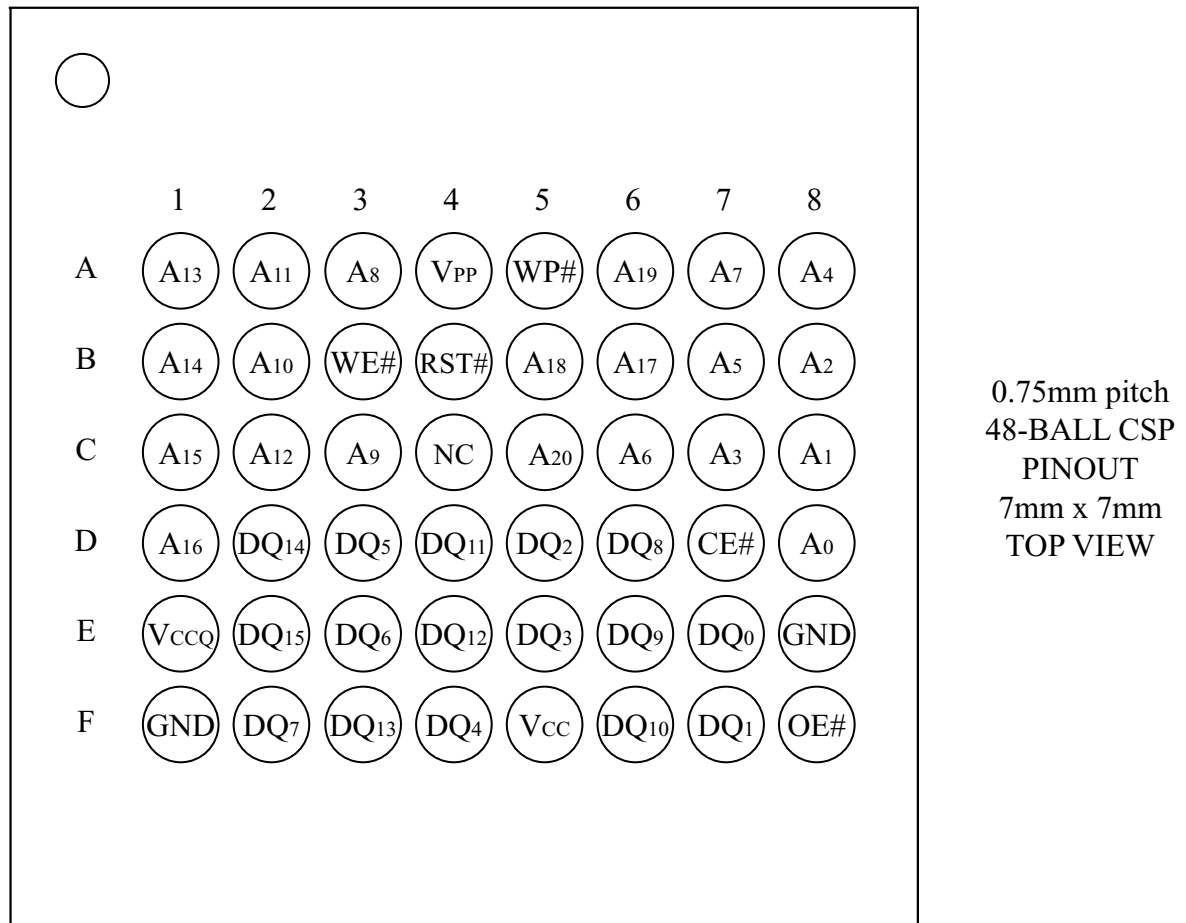 1 2 3 4 5 6 7 8
A A13 A11 A8 VPP WP# A19 A7 A4
B A14 A10 WE# RST# A18 A17 A5 A2
C A15 A12 A9 NC A20 A6 A3 A1
D A16 DQ14 DQ5 DQ11 DQ2 DQ8 CE# A0
E VCCQ DQ15 DQ6 DQ12 DQ3 DQ9 DQ0 GND
F GND DQ7 DQ13 DQ4 VCC DQ10 DQ1 OE#
0.75mm pitch
48-BALL CSP
PINOUT
7mm x 7mm
TOP VIEW